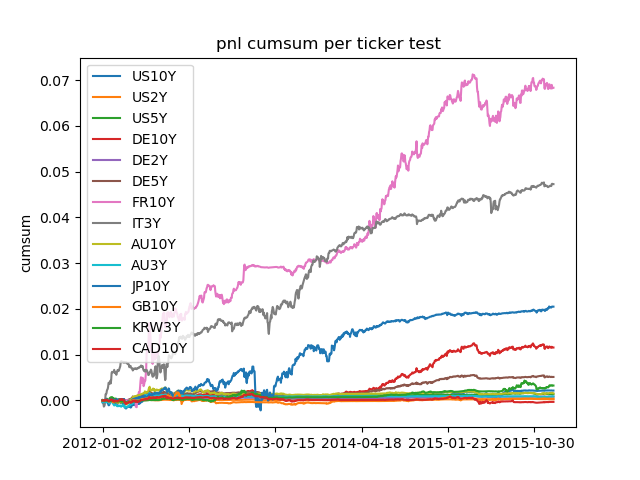 pnl cumsum per ticker test
cumsum
0.07
0.06
0.05
0.04
0.03
0.02
0.01
0.00
US10Y
US2Y
US5Y
DE10Y
DE2Y
DE5Y
FR10Y
IT3Y
AU10Y
AU3Y
JP10Y
GB10Y
KRW3Y
CAD10Y
2012-01-02 2012-10-08 2013-07-15 2014-04-18 2015-01-23 2015-10-30